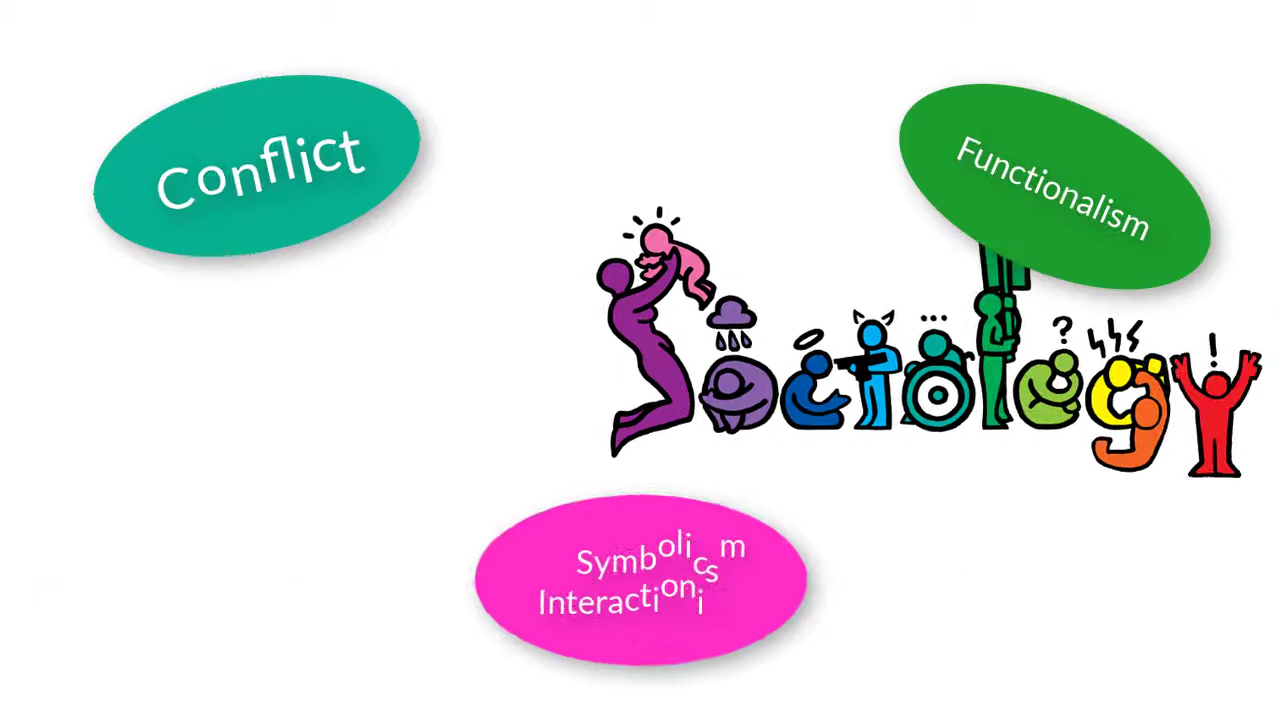 Conflict
Functionalism
...
?
!
Sociology
Symbolic
Interactionism